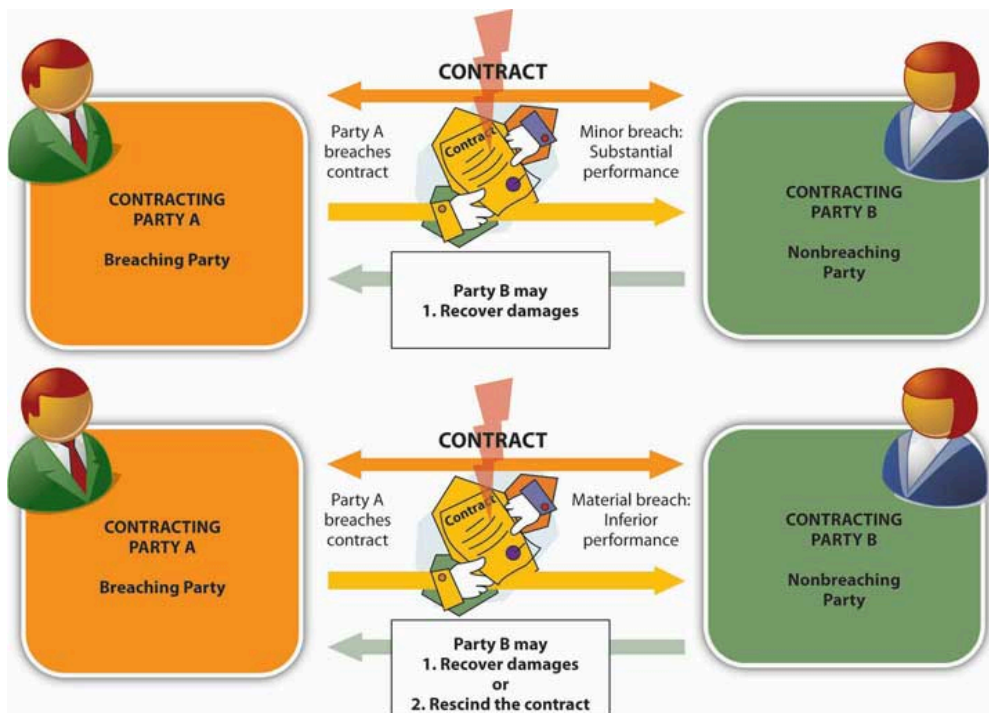 CONTRACT
Party A
breaches
contract
Contract
Minor breach:
Substantial
performance
CONTRACTING
PARTY A
Breaching Party
CONTRACTING
PARTY B
Nonbreaching
Party
Party B may
1. Recover damages
CONTRACT
Party A
breaches
contract
Contract
Material breach:
Inferior
performance
CONTRACTING
PARTY A
Breaching Party
CONTRACTING
PARTY B
Nonbreaching
Party
Party B may
1. Recover damages
or
2. Rescind the contract